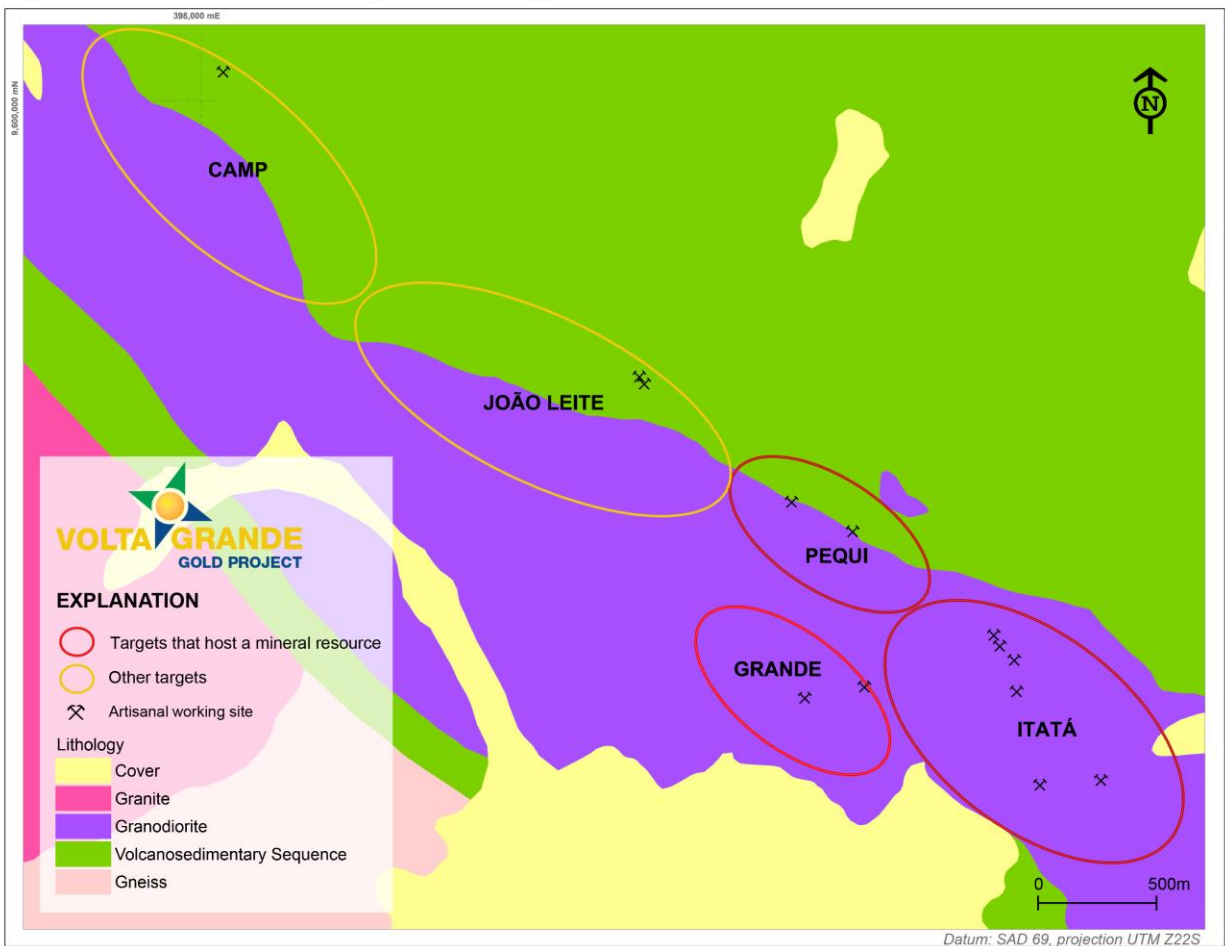 398,000 mE
9,600,000 mN
N
CAMP
JOÃO LEITE
PEQUI
GRANDE
ITATÁ
VOLTA GRANDE
GOLD PROJECT
EXPLANATION
Targets that host a mineral resource
Other targets
Artisanal working site
Lithology
Cover
Granite
Granodiorite
Volcanosedimentary Sequence
Gneiss
0 500m
Datum: SAD 69, projection UTM Z22S